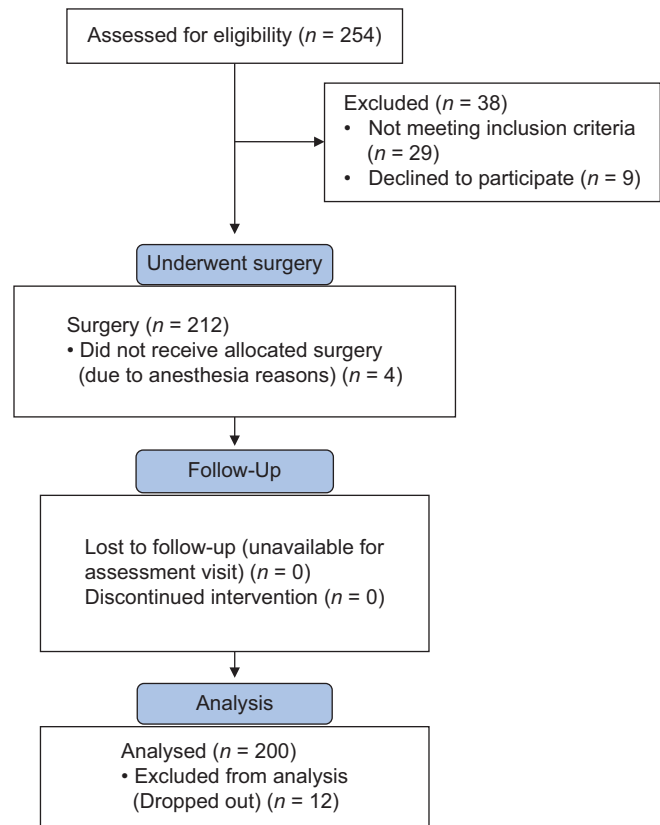 Assessed for eligibility (n = 254)
Excluded (n = 38)
• Not meeting inclusion criteria
(n = 29)
• Declined to participate (n = 9)
Underwent surgery
Surgery (n = 212)
• Did not receive allocated surgery
(due to anesthesia reasons) (n = 4)
Follow-Up
Lost to follow-up (unavailable for
assessment visit) (n = 0)
Discontinued intervention (n = 0)
Analysis
Analysed (n = 200)
• Excluded from analysis
(Dropped out) (n = 12)